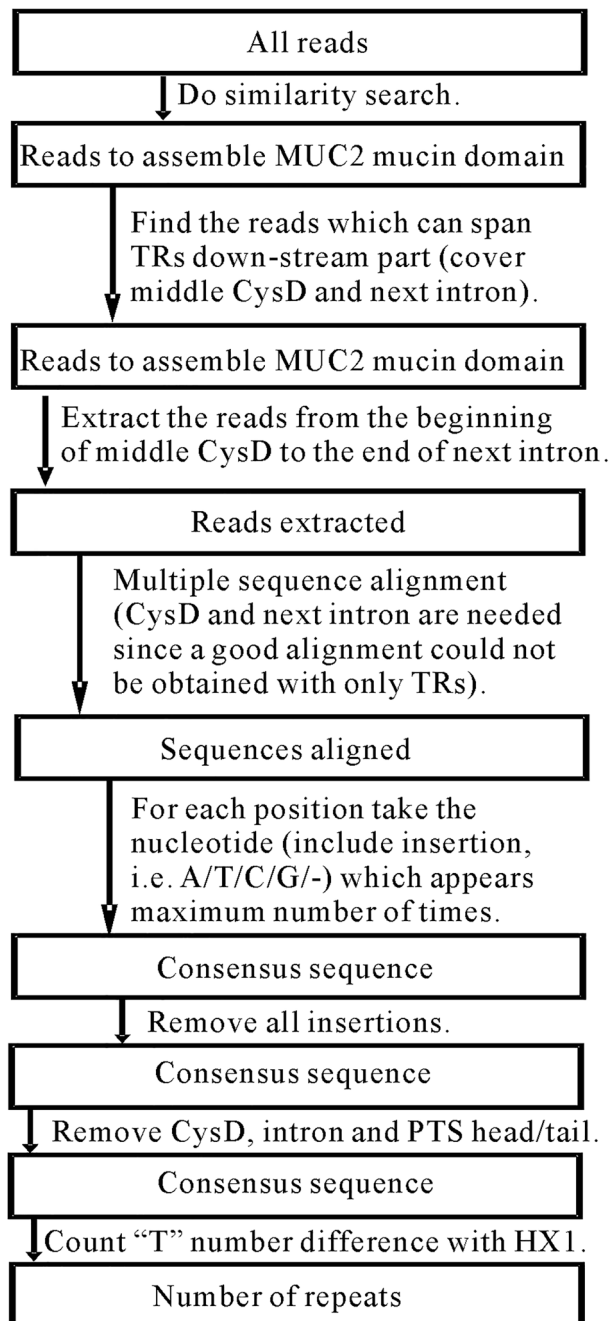 All reads
Do similarity search.
Reads to assemble MUC2 mucin domain
Find the reads which can span
TRs down-stream part (cover
middle CysD and next intron).
Reads to assemble MUC2 mucin domain
Extract the reads from the beginning
of middle CysD to the end of next intron.
Reads extracted
Multiple sequence alignment
(CysD and next intron are needed
since a good alignment could not
be obtained with only TRs).
Sequences aligned
For each position take the
nucleotide (include insertion,
i.e. A/T/C/G/-) which appears
maximum number of times.
Consensus sequence
Remove all insertions.
Consensus sequence
Remove CysD, intron and PTS head/tail.
Consensus sequence
Count “T” number difference with HX1.
Number of repeats